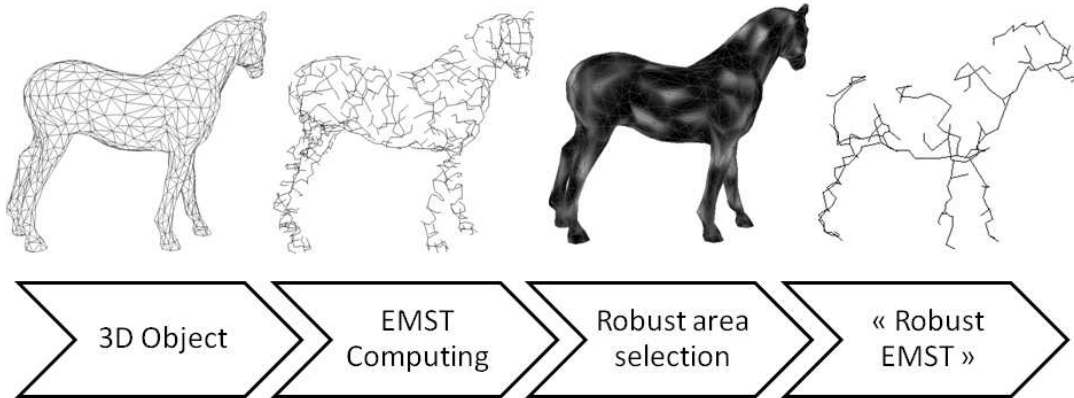 3D Object
EMST
Computing
Robust area
selection
« Robust
EMST »